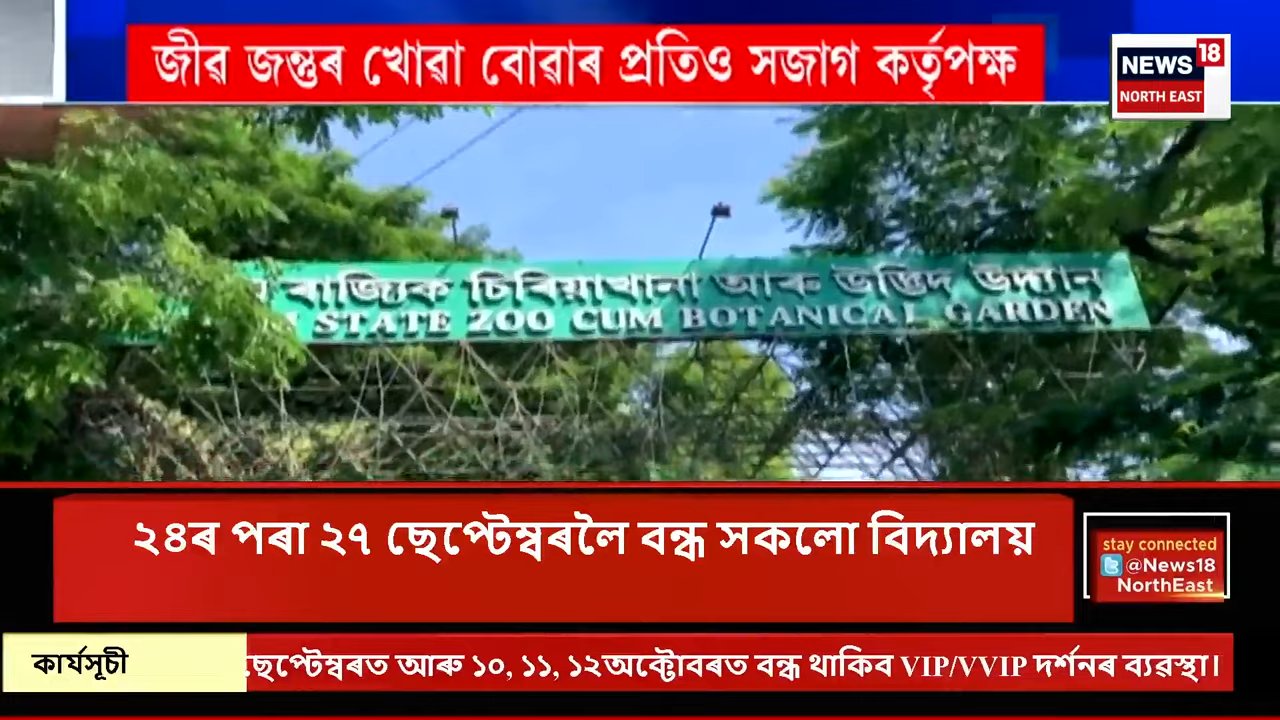 জীৱ জন্তুৰ খোৱা বোৱাৰ প্ৰতিও সজাগ কৰ্তৃপক্ষ
NEWS 18
NORTH EAST
ৰাজ্যিক চিৰিয়াখানা আৰু উদ্ভিদ উদ্যান
STATE ZOO CUM BOTANICAL GARDEN
২৪ৰ পৰা ২৭ ছেপ্টেম্বৰলৈ বন্ধ সকলো বিদ্যালয়
stay connected
@News18
NorthEast
কাৰ্যসূচী
ছেপ্টেম্বৰত আৰু ১০, ১১, ১২অক্টোবৰত বন্ধ থাকিব VIP/VVIP দৰ্শনৰ ব্যৱস্থা।